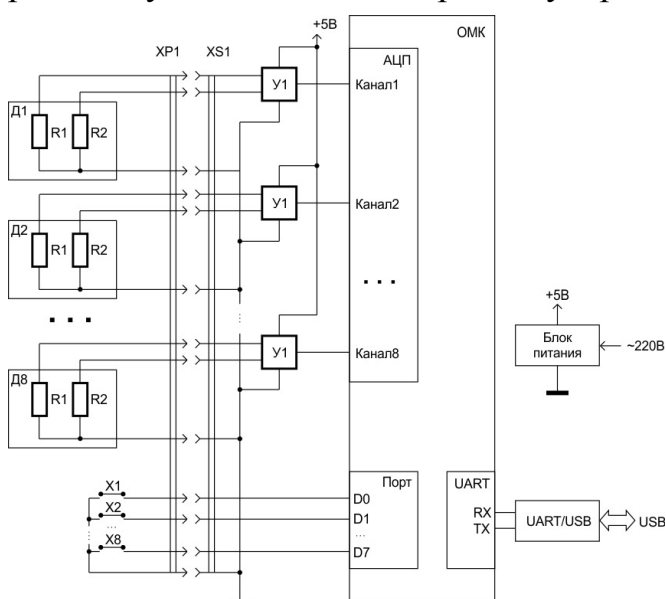 +5В
ОМК
XP1 XS1
АЦП
У1
Канал1
Д1
R1 R2
У1
Канал2
Д2
R1 R2
. . .
. . .
+5В
Блок
питания
~220В
У1
Канал8
Д8
R1 R2
Порт
UART
X1
D0
X2
D1
...
...
X8
D7
RX
TX
UART/USB
USB